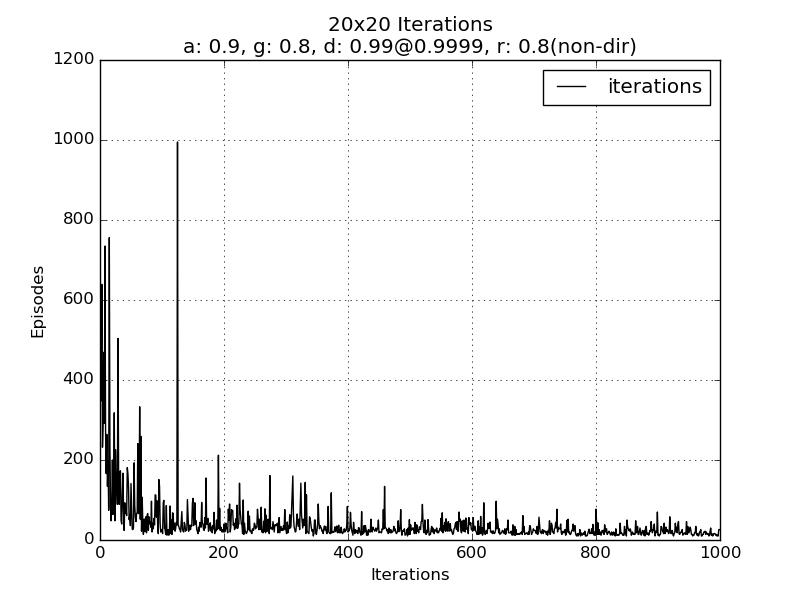 20x20 Iterations
a: 0.9, g: 0.8, d: 0.99@0.9999, r: 0.8(non-dir)
1200
iterations
1000
800
600
Episodes
400
200
0
0 200 400 600 800 1000
Iterations